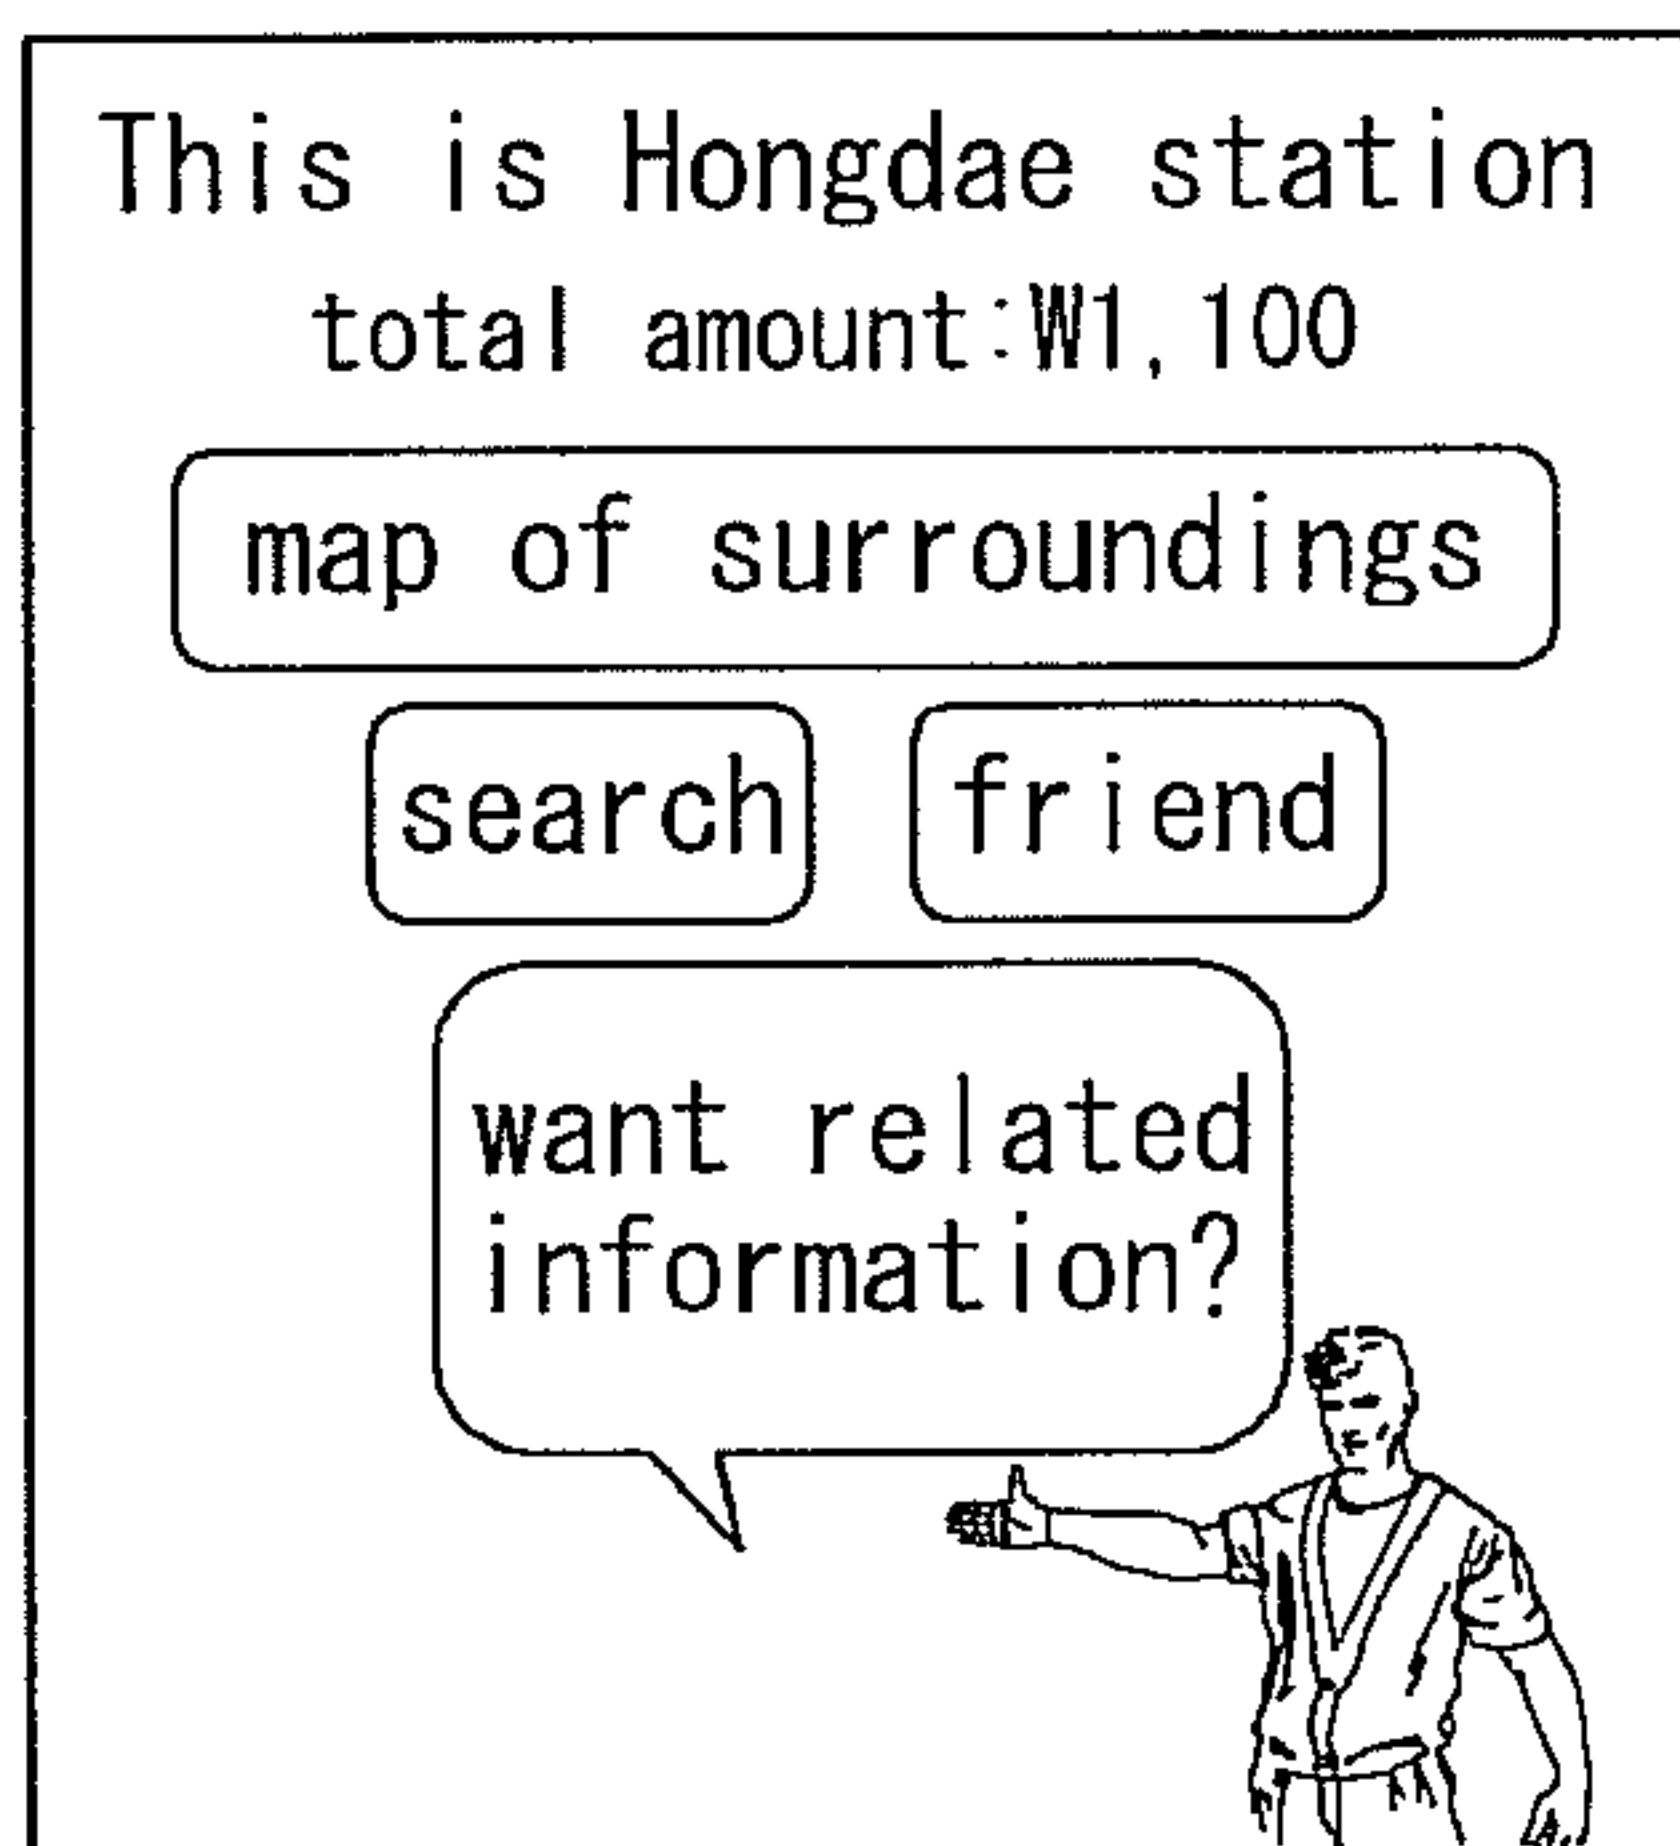 This is Hongdae station
total amount:W1,100
map of surroundings
search friend
want related
information?